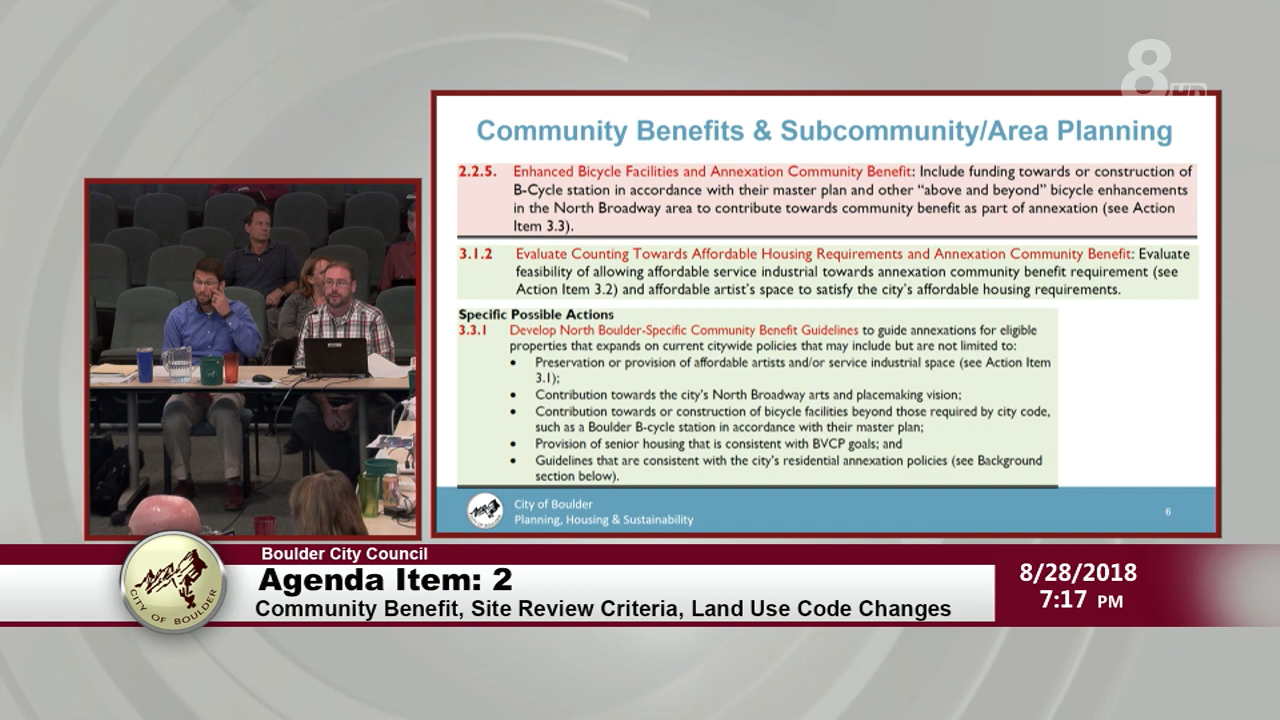 8HD
Community Benefits & Subcommunity/Area Planning
2.2.5. Enhanced Bicycle Facilities and Annexation Community Benefit: Include funding towards or construction of
B-Cycle station in accordance with their master plan and other “above and beyond” bicycle enhancements
in the North Broadway area to contribute towards community benefit as part of annexation (see Action
Item 3.3).
3.1.2 Evaluate Counting Towards Affordable Housing Requirements and Annexation Community Benefit: Evaluate
feasibility of allowing affordable service industrial towards annexation community benefit requirement (see
Action Item 3.2) and affordable artist’s space to satisfy the city’s affordable housing requirements.
Specific Possible Actions
3.3.1 Develop North Boulder-Specific Community Benefit Guidelines to guide annexations for eligible
properties that expands on current citywide policies that may include but are not limited to:
• Preservation or provision of affordable artists and/or service industrial space (see Action Item
3.1);
• Contribution towards the city’s North Broadway arts and placemaking vision;
• Contribution towards or construction of bicycle facilities beyond those required by city code,
such as a Boulder B-cycle station in accordance with their master plan;
• Provision of senior housing that is consistent with BVCP goals; and
• Guidelines that are consistent with the city’s residential annexation policies (see Background
section below).
City of Boulder
Planning, Housing & Sustainability
6
Boulder City Council
Agenda Item: 2
Community Benefit, Site Review Criteria, Land Use Code Changes
8/28/2018
7:17 PM
CITY OF BOULDER